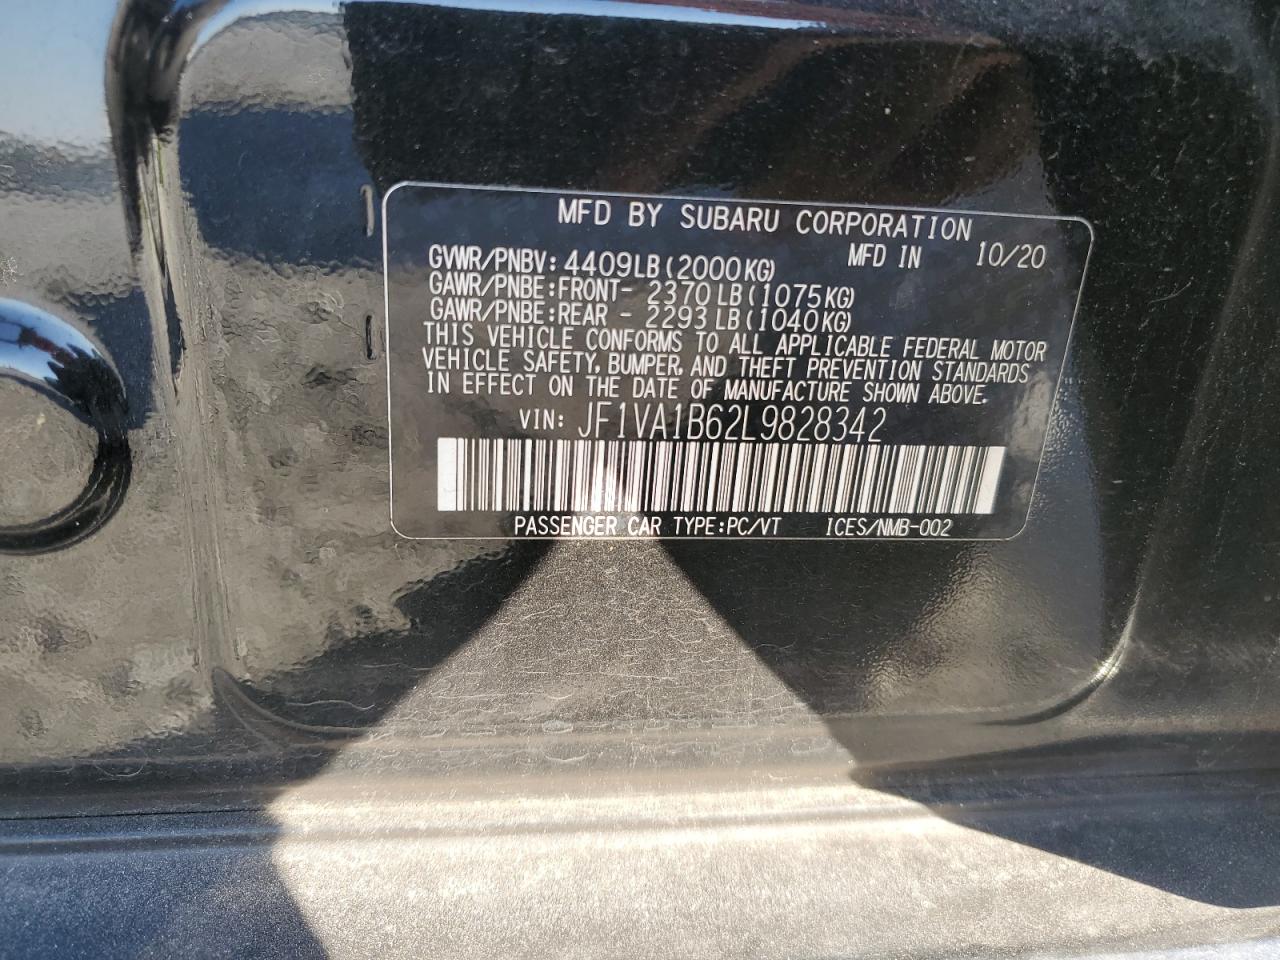 MFD BY SUBARU CORPORATION
MFD IN 10/20
GVWR/PNBV: 4409LB(2000KG)
GAWR/PNBE:FRONT- 2370LB(1075KG)
GAWR/PNBE:REAR - 2293LB(1040KG)
THIS VEHICLE CONFORMS TO ALL APPLICABLE FEDERAL MOTOR
VEHICLE SAFETY, BUMPER, AND THEFT PREVENTION STANDARDS
IN EFFECT ON THE DATE OF MANUFACTURE SHOWN ABOVE.
VIN: JF1VA1B62L9828342
PASSENGER CAR TYPE:PC/VT ICES/NMB-002